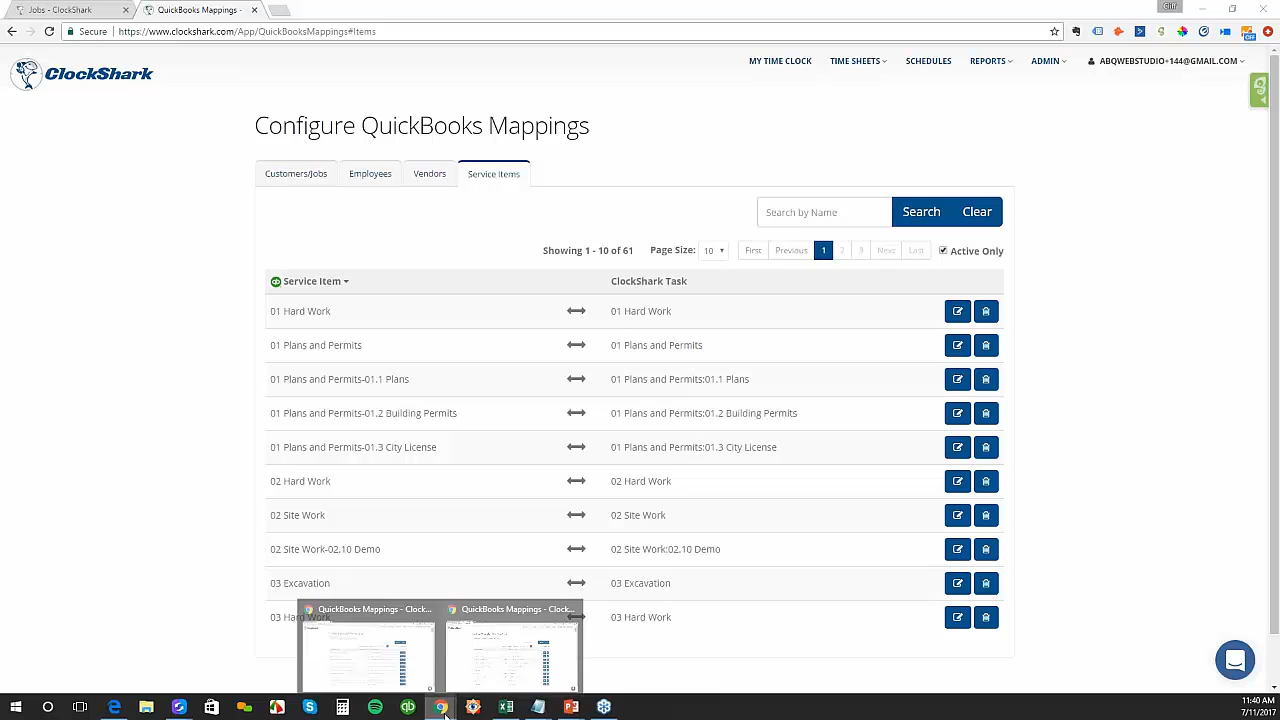 Jobs - ClockShark
QuickBooks Mappings -
Cliff
Secure https://www.clockshark.com/App/QuickBooksMappings#Items
OFF
ClockShark
MY TIME CLOCK TIME SHEETS SCHEDULES REPORTS ADMIN ABQWEBSTUDIO+144@GMAIL.COM
Configure QuickBooks Mappings
Customers/Jobs Employees Vendors Service Items
Search by Name Search Clear
Showing 1 - 10 of 61 Page Size: 10 First Previous 1 2 3 Next Last Active Only
Service Item ClockShark Task
01 Hard Work 01 Hard Work
01 Plans and Permits 01 Plans and Permits
01 Plans and Permits-01.1 Plans 01 Plans and Permits:01.1 Plans
01 Plans and Permits-01.2 Building Permits 01 Plans and Permits:01.2 Building Permits
01 Plans and Permits-01.3 City License 01 Plans and Permits:01.3 City License
02 Hard Work 02 Hard Work
02 Site Work 02 Site Work
02 Site Work-02.10 Demo 02 Site Work:02.10 Demo
03 Excavation 03 Excavation
QuickBooks Mappings - Clock... QuickBooks Mappings - Clock...
03 Hard Work 03 Hard Work
11:40 AM
7/11/2017